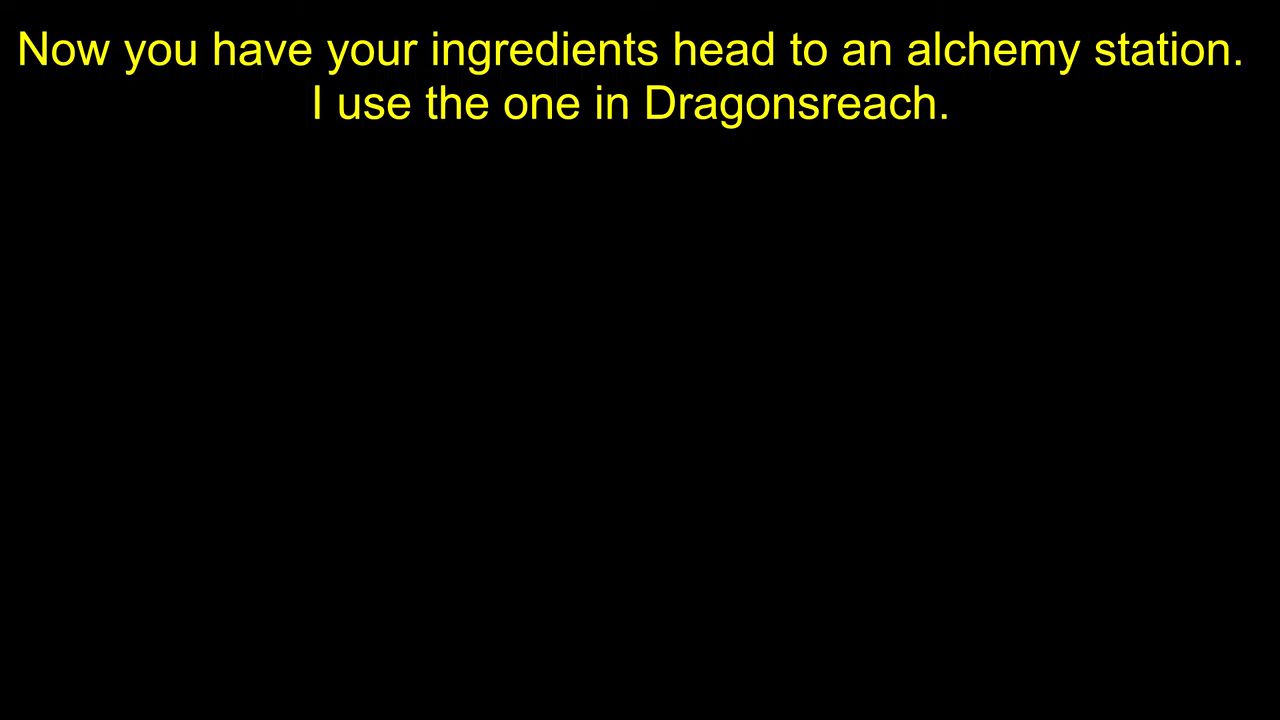 Now you have your ingredients head to an alchemy station.
I use the one in Dragonsreach.